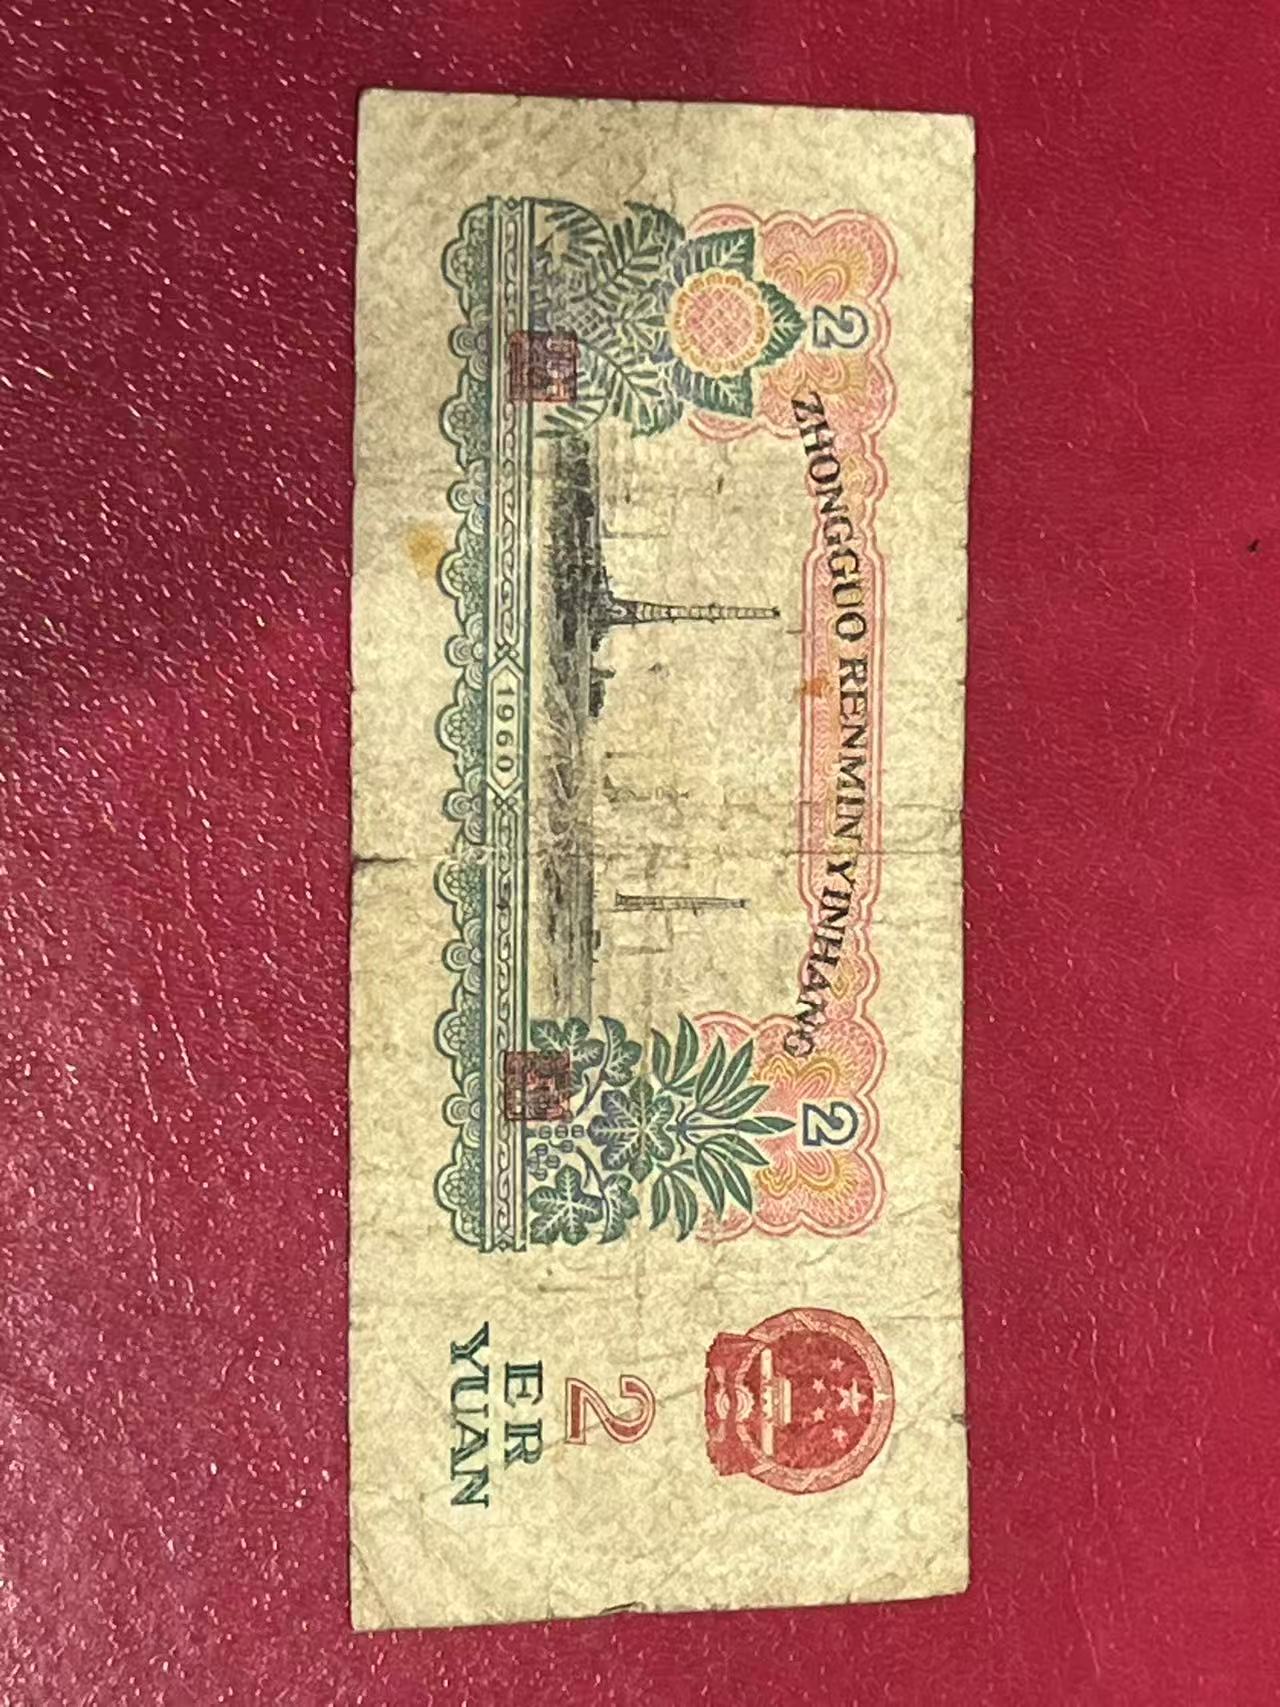 ZHONGGUO RENMIN YINHANG
2
2
2
ER
YUAN
1960